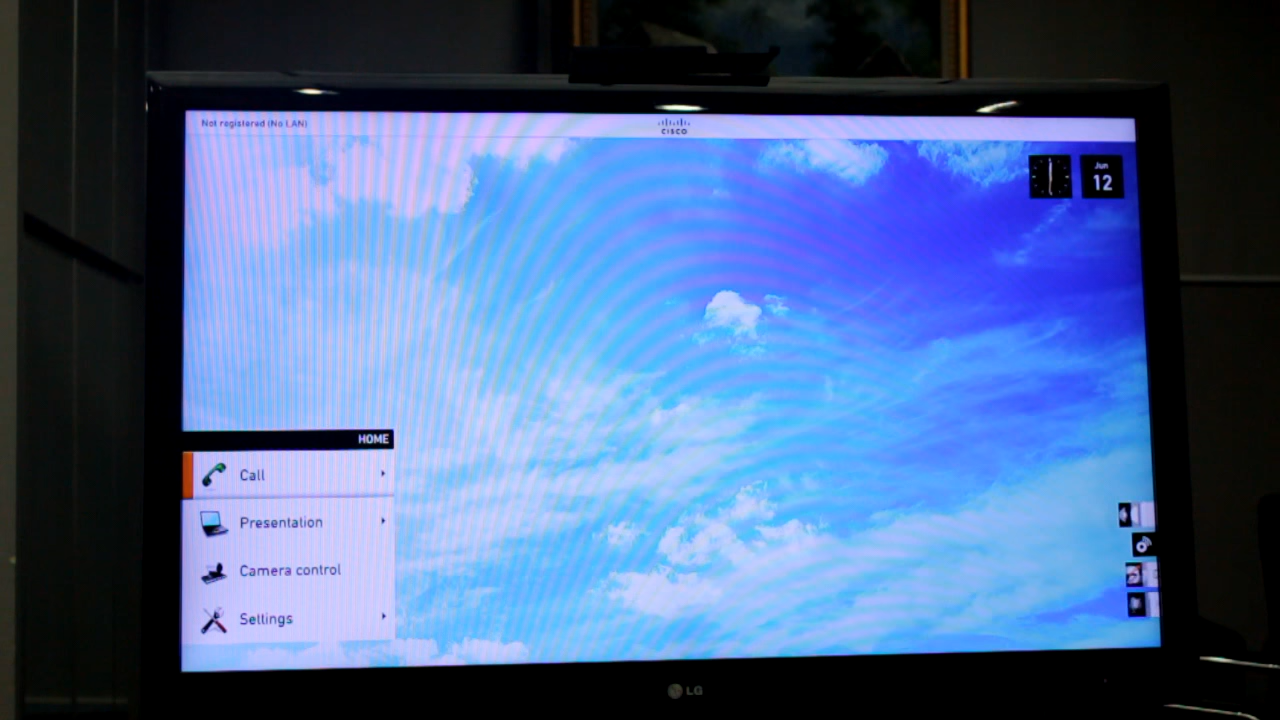 Not registered (No LAN)
CISCO
Jun
12
HOME
Call
Presentation
Camera control
Settings
LG